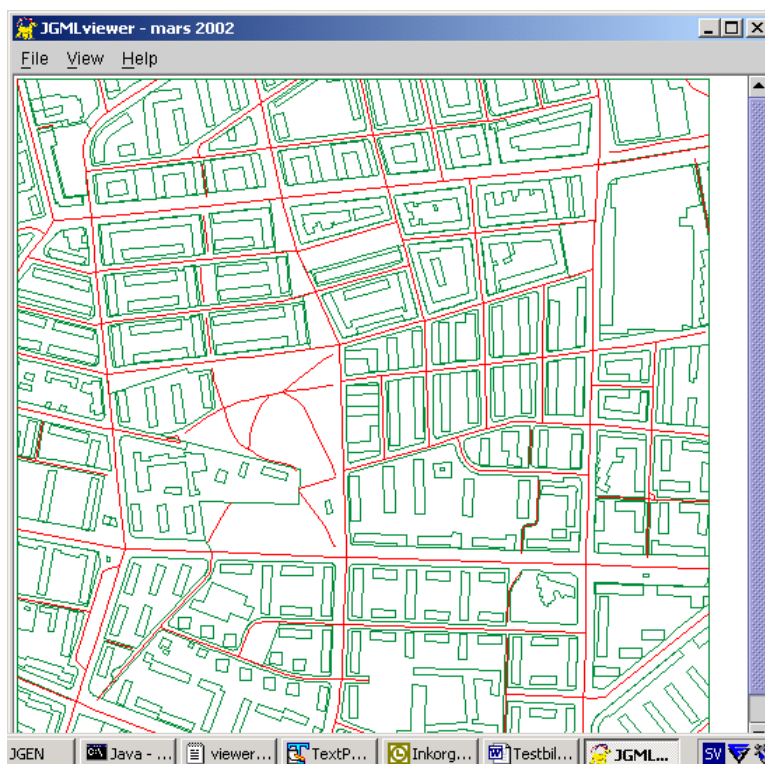 JGMLviewer - mars 2002
File View Help
JGEN Java - ... viewer... TextP... Inkorg... Testbil... JGML... SV